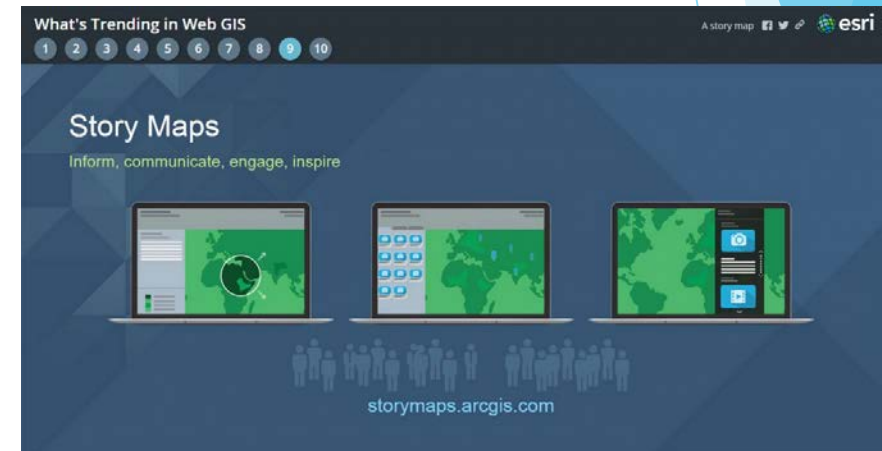 What's Trending in Web GIS
A story map
esri
1 2 3 4 5 6 7 8 9 10
Story Maps
Inform, communicate, engage, inspire
storymaps.arcgis.com